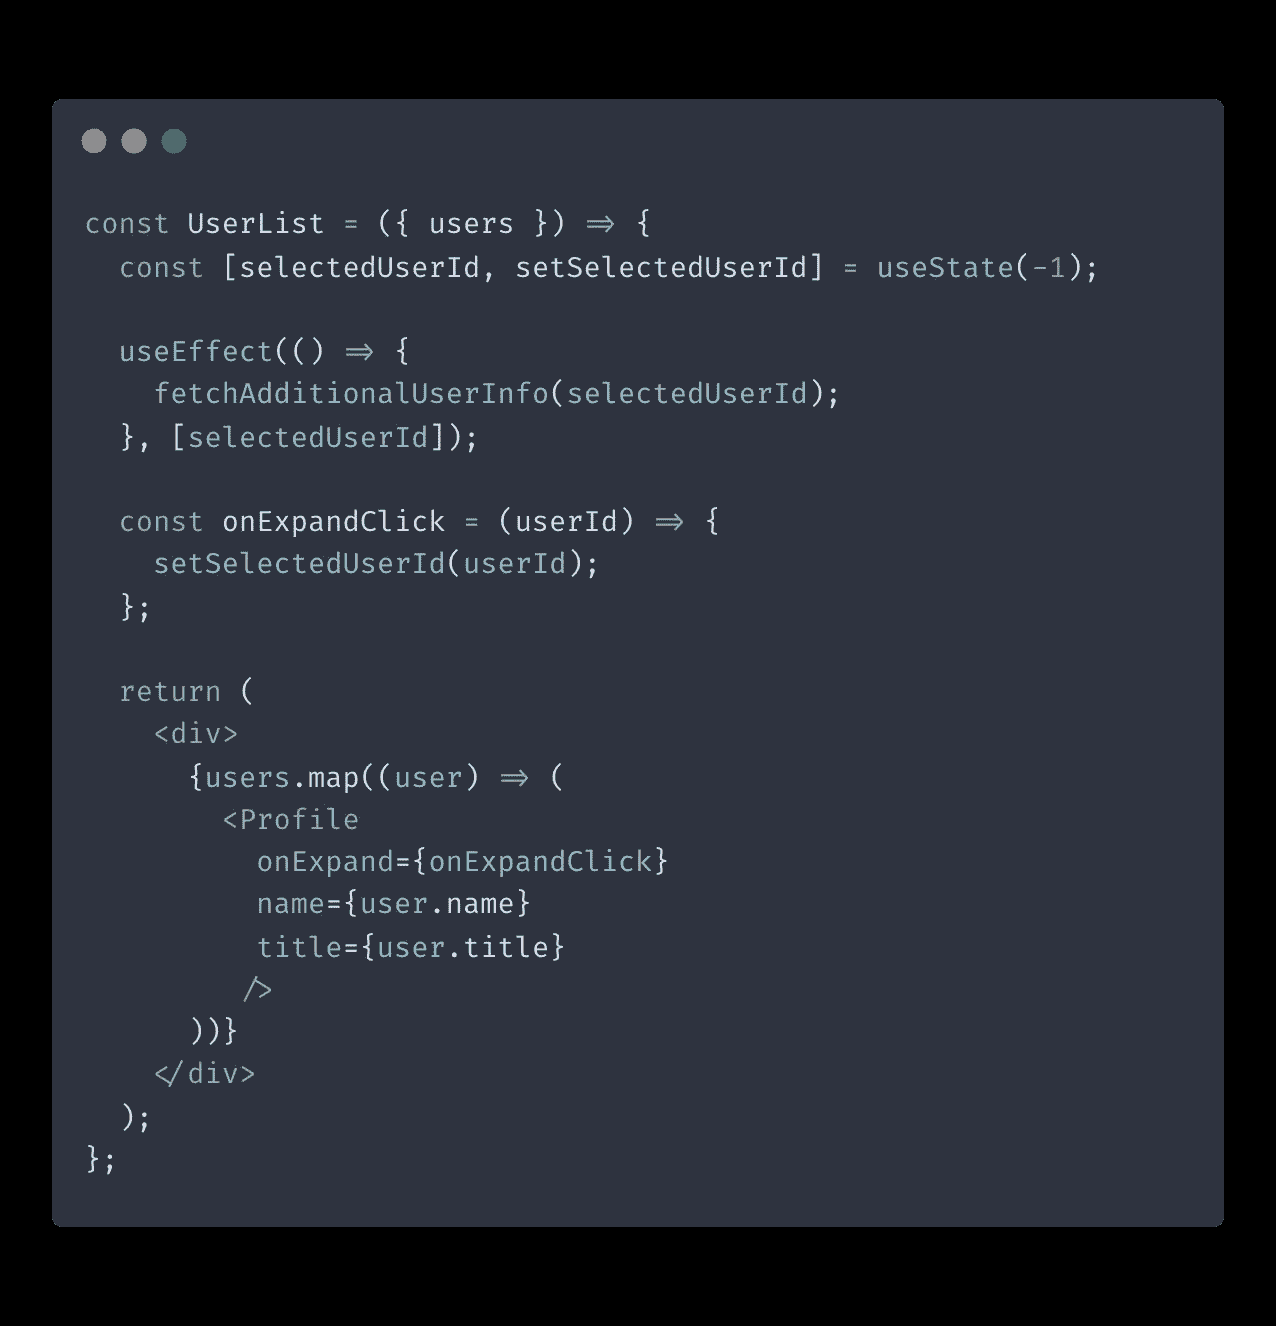 const UserList = ({ users }) => {
  const [selectedUserId, setSelectedUserId] = useState(-1);

  useEffect(() => {
    fetchAdditionalUserInfo(selectedUserId);
  }, [selectedUserId]);

  const onExpandClick = (userId) => {
    setSelectedUserId(userId);
  };

  return (
    <div>
      {users.map((user) => (
        <Profile
          onExpand={onExpandClick}
          name={user.name}
          title={user.title}
         />
      ))}
    </div>
  );
};